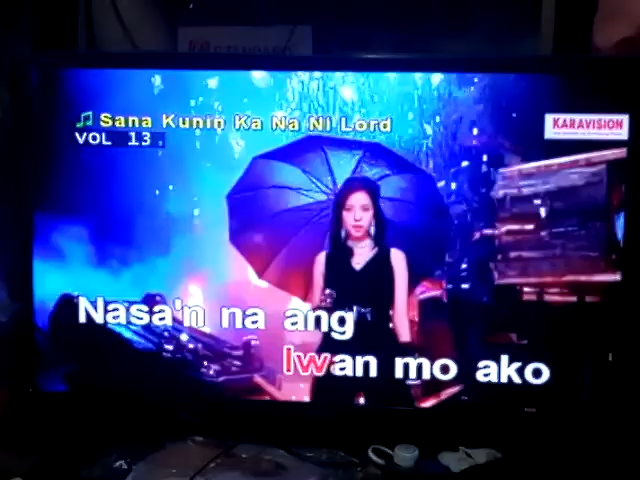 Sana Kunin Ka Na Ni Lord
VOL 13.
KARAVISION
Nasa'n na ang
Iwan mo ako